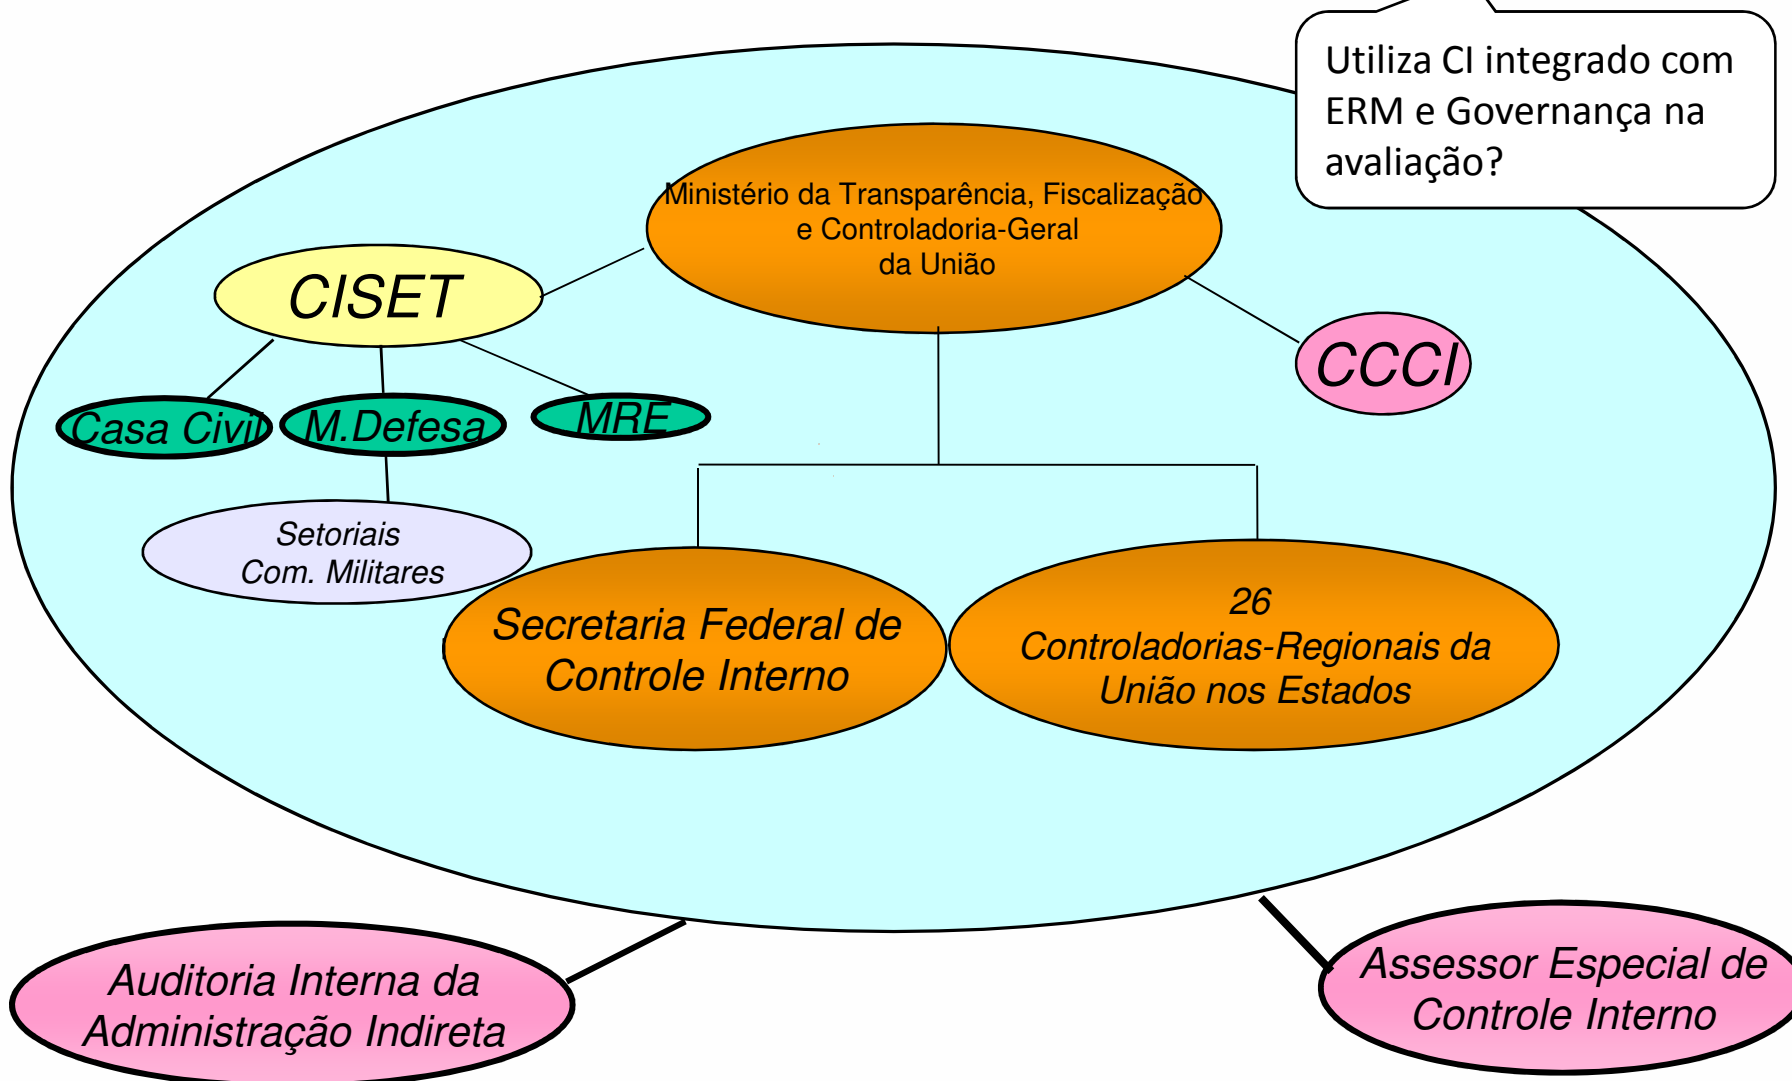 Utiliza CI integrado com
ERM e Governança na
avaliação?
Ministério da Transparência, Fiscalização
e Controladoria-Geral
da União
CISET
CCCI
Casa Civil
M.Defesa
MRE
Setoriais
Com. Militares
Secretaria Federal de
Controle Interno
26
Controladorias-Regionais da
União nos Estados
Auditoria Interna da
Administração Indireta
Assessor Especial de
Controle Interno